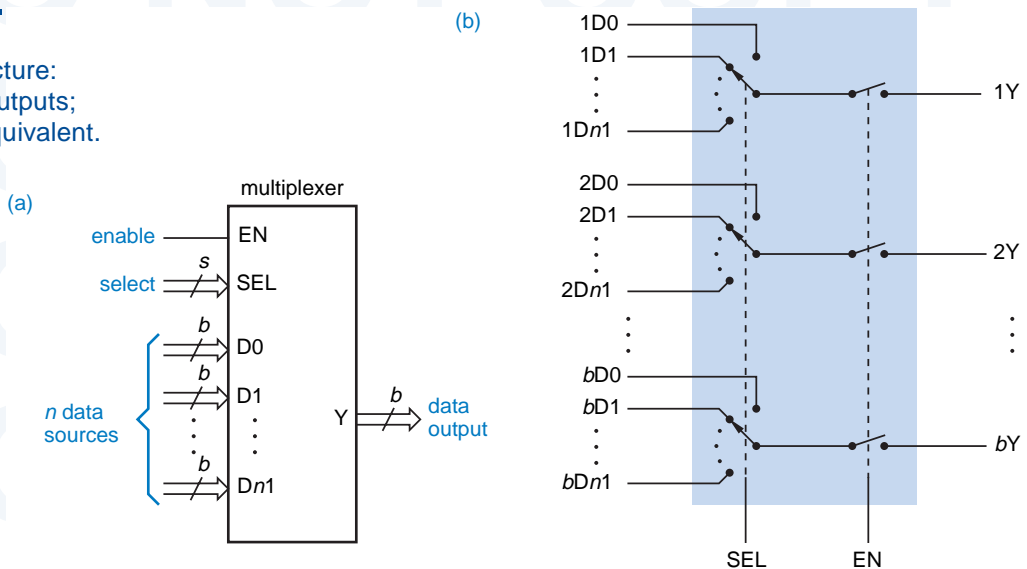 (b)
cture:
utputs;
quivalent.
(a)
multiplexer
enable
EN
s
select
SEL
b
D0
b
D1
n data
sources
b
Dn1
Y
b
data
output
1D0
1D1
1Dn1
1Y
2D0
2D1
2Dn1
2Y
bD0
bD1
bDn1
bY
SEL
EN